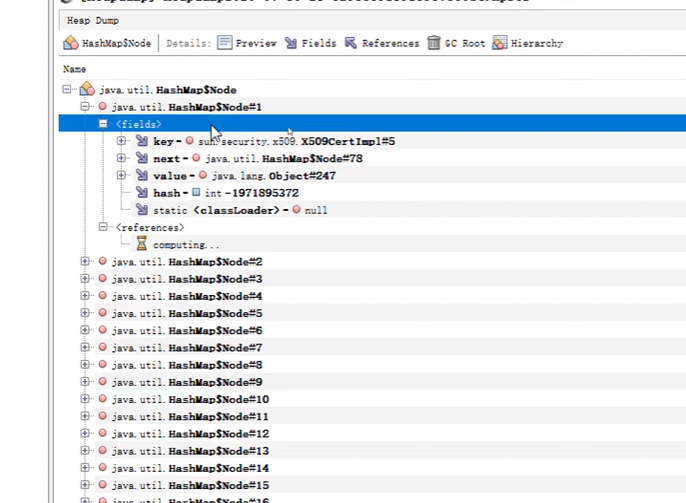 Heap Dump
HashMap$Node Details: Preview Fields References GC Root Hierarchy
Name
java.util.HashMap$Node
java.util.HashMap$Node#1
<fields>
key = sun.security.x509.X509CertImpl#5
next = java.util.HashMap$Node#78
value = java.lang.Object#247
hash = int -1971895372
static <classLoader> = null
<references>
computing...
java.util.HashMap$Node#2
java.util.HashMap$Node#3
java.util.HashMap$Node#4
java.util.HashMap$Node#5
java.util.HashMap$Node#6
java.util.HashMap$Node#7
java.util.HashMap$Node#8
java.util.HashMap$Node#9
java.util.HashMap$Node#10
java.util.HashMap$Node#11
java.util.HashMap$Node#12
java.util.HashMap$Node#13
java.util.HashMap$Node#14
java.util.HashMap$Node#15
java.util.HashMap$Node#16